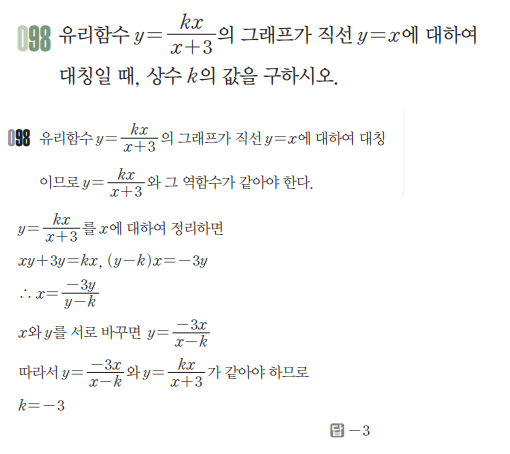 098 유리함수 y=kx/(x+3)의 그래프가 직선 y=x에 대하여
대칭일 때, 상수 k의 값을 구하시오.
098 유리함수 y=kx/(x+3)의 그래프가 직선 y=x에 대하여 대칭
이므로 y=kx/(x+3)와 그 역함수가 같아야 한다.
y=kx/(x+3)를 x에 대하여 정리하면
xy+3y=kx, (y-k)x=-3y
∴ x=-3y/(y-k)
x와 y를 서로 바꾸면 y=-3x/(x-k)
따라서 y=-3x/(x-k)와 y=kx/(x+3)가 같아야 하므로
k=-3
답 -3